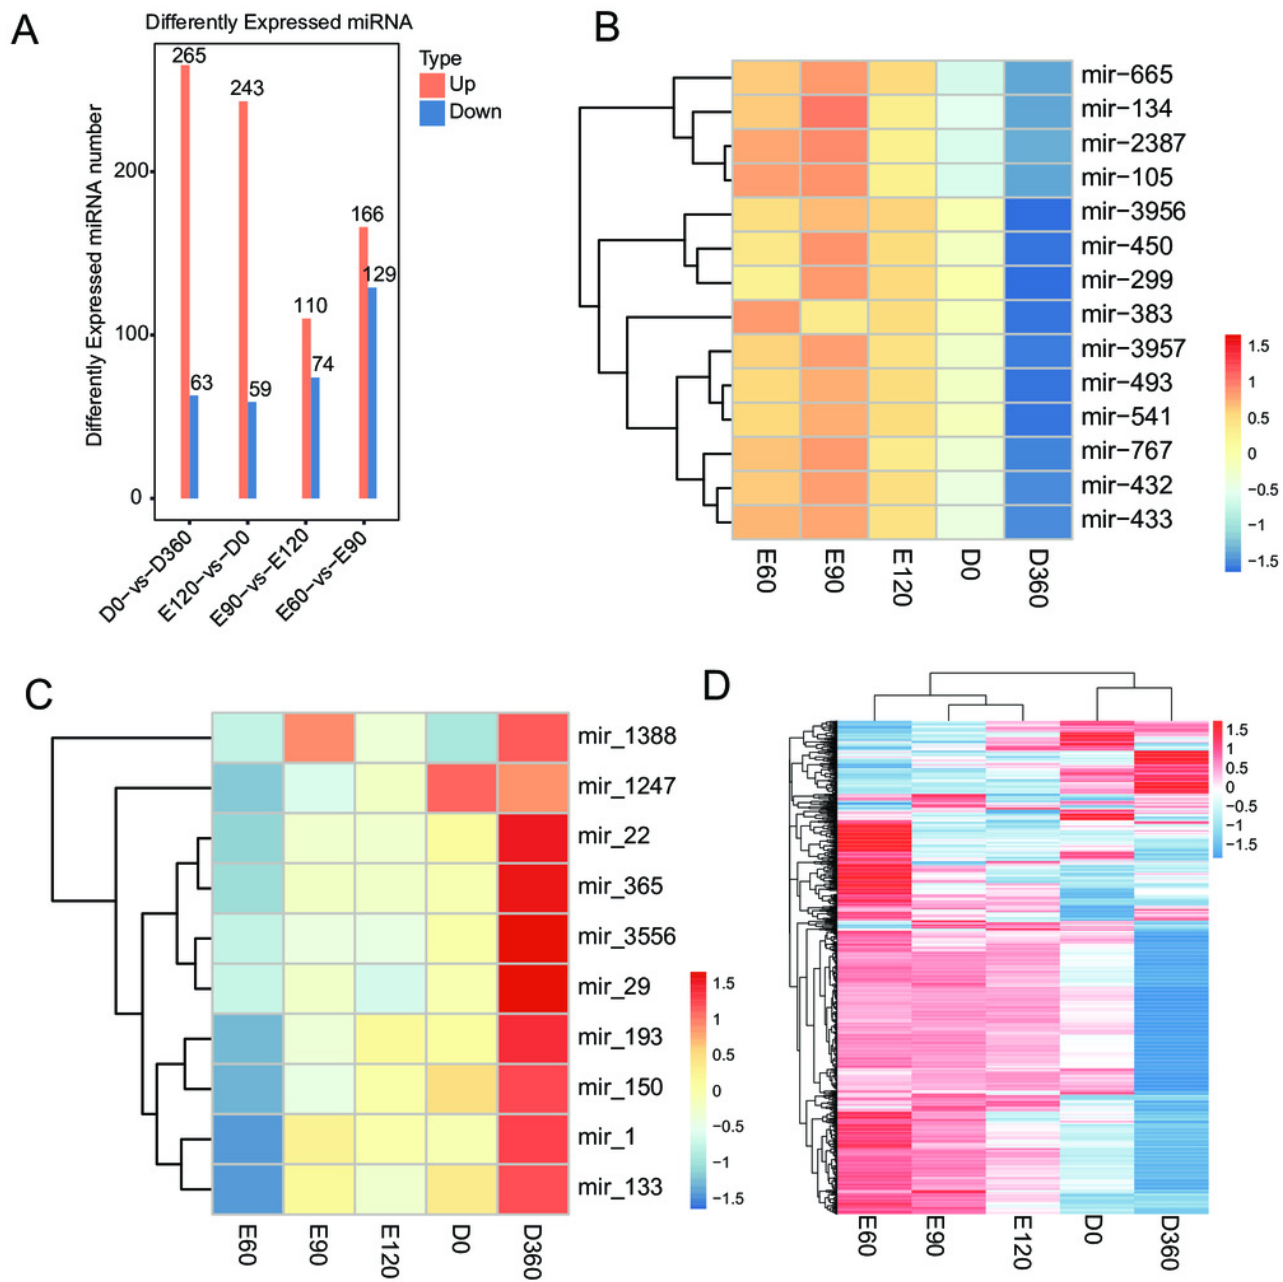 A
Differently Expressed miRNA
Differently Expressed miRNA number
200
100
0
265
63
243
59
110
74
166
129
D0−vs−D360
E120−vs−D0
E90−vs−E120
E60−vs−E90
Type
Up
Down
B
mir−665
mir−134
mir−2387
mir−105
mir−3956
mir−450
mir−299
mir−383
mir−3957
mir−493
mir−541
mir−767
mir−432
mir−433
E60
E90
E120
D0
D360
1.5
1
0.5
0
−0.5
−1
−1.5
C
mir_1388
mir_1247
mir_22
mir_365
mir_3556
mir_29
mir_193
mir_150
mir_1
mir_133
E60
E90
E120
D0
D360
1.5
1
0.5
0
−0.5
−1
−1.5
D
1.5
1
0.5
0
−0.5
−1
−1.5
E60
E90
E120
D0
D360